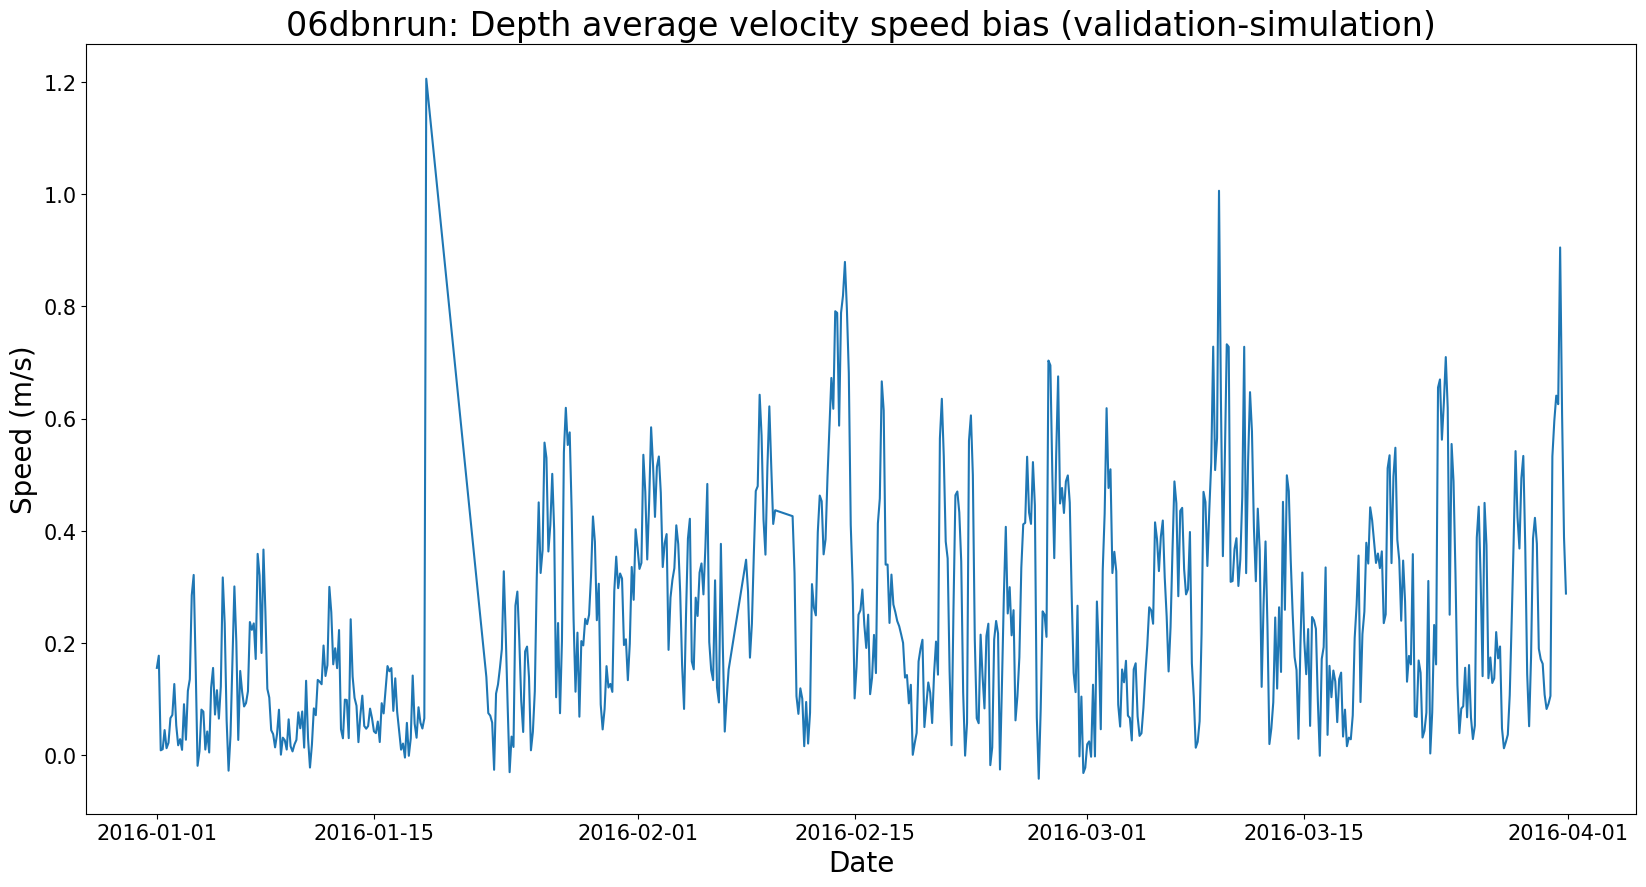 06dbnrun: Depth average velocity speed bias (validation-simulation)
1.2
1.0
0.8
0.6
0.4
0.2
0.0
Speed (m/s)
2016-01-01 2016-01-15 2016-02-01 2016-02-15 2016-03-01 2016-03-15 2016-04-01
Date